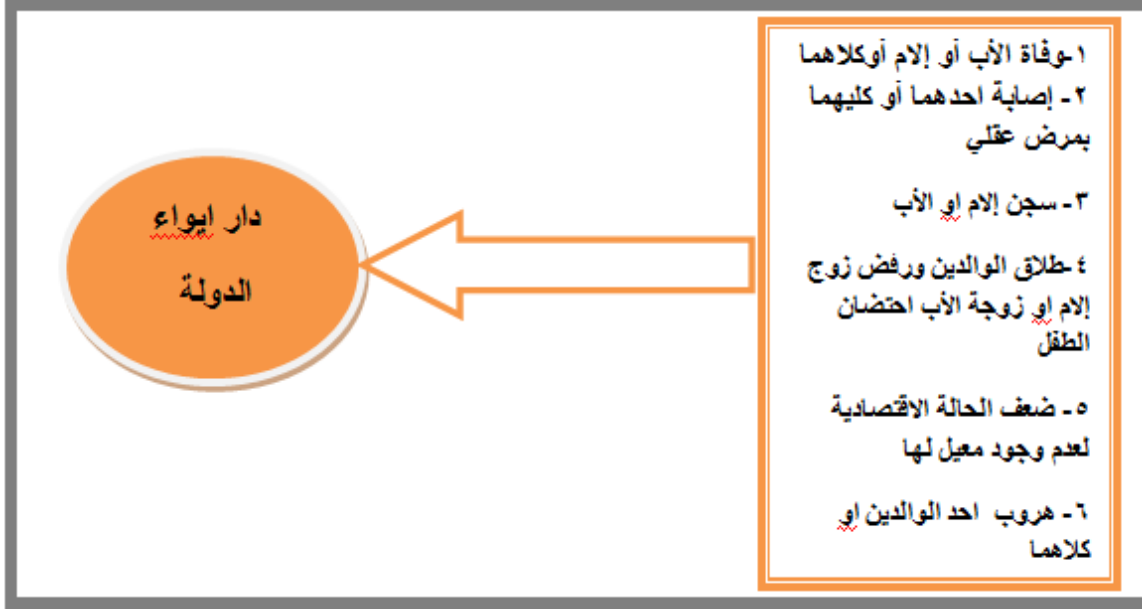 ١-وفاة الأب أو إلام أوكلاهما
٢- إصابة احدهما أو كليهما
بمرض عقلي
٣- سجن إلام او الأب
٤-طلاق الوالدين ورفض زوج
إلام او زوجة الأب احتضان
الطفل
٥- ضعف الحالة الاقتصادية
لعدم وجود معيل لها
٦- هروب احد الوالدين او
كلاهما
دار ايواء
الدولة